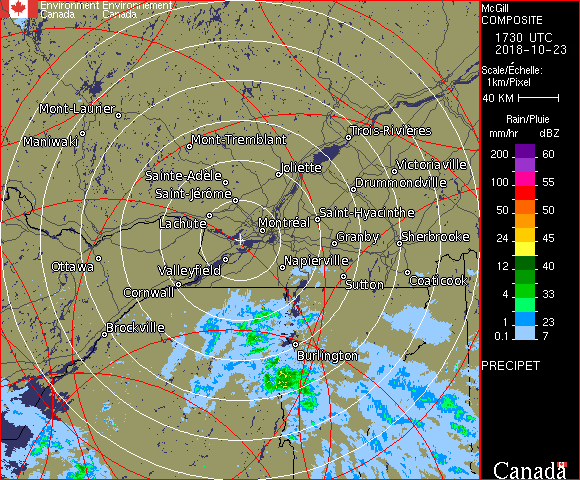 Environment Environnement
Canada Canada
McGill
COMPOSITE
1730 UTC
2018-10-23
Scale/Échelle:
1km/Pixel
40 KM
Rain/Pluie
mm/hr dBZ
200 60
100 55
50 50
24 45
12 40
4 33
1 23
0.1 7
PRECIPET
Canada
Mont-Laurier
Maniwaki
Mont-Tremblant
Trois-Rivières
Sainte-Adèle
Joliette
Victoriaville
Saint-Jérôme
Drummondville
Lachute
Montréal
Saint-Hyacinthe
Granby
Sherbrooke
Ottawa
Valleyfield
Napierville
Cornwall
Sutton
Coaticook
Brockville
Burlington